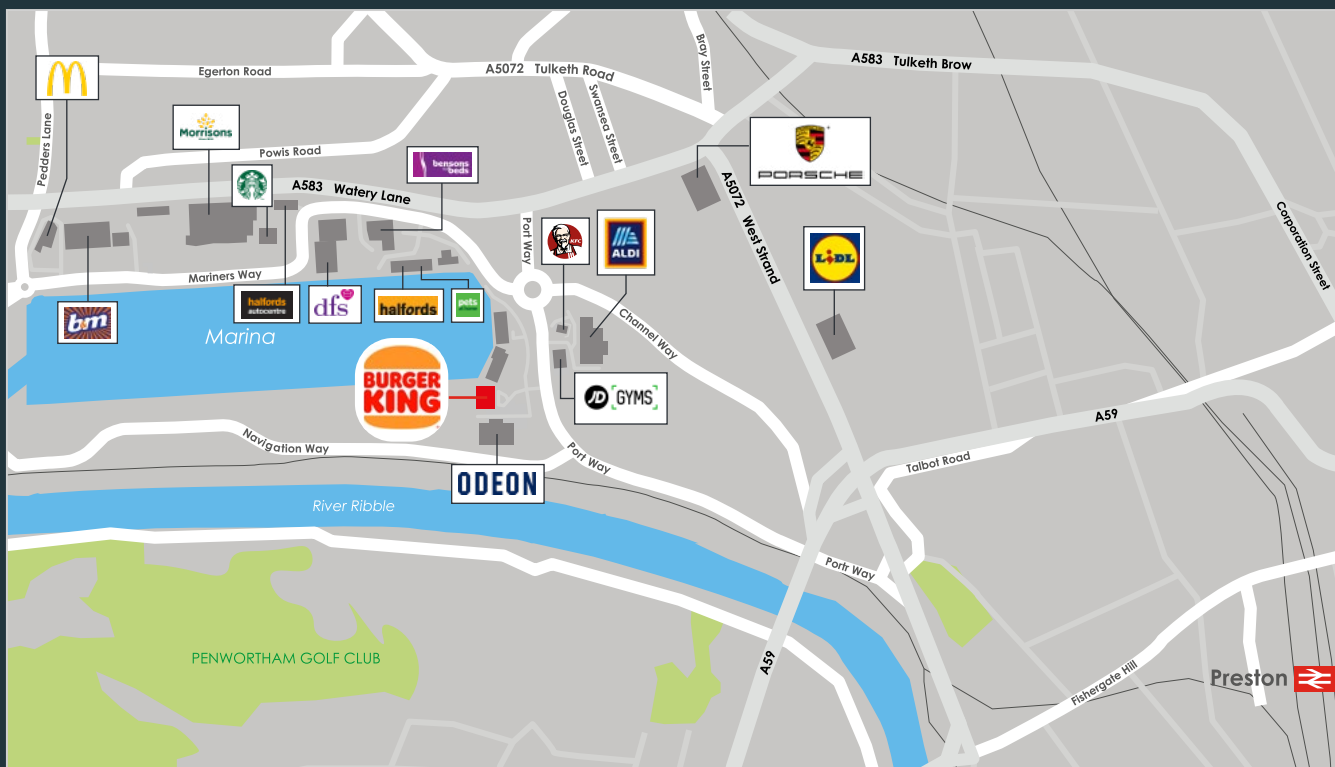 Egerton Road
A5072 Tulketh Road
Bray Street
A583 Tulketh Brow
Pedders Lane
Morrisons
Douglas Street
Swansea Street
PORSCHE
Powis Road
bensons
beds
A583 Watery Lane
A5072 West Strand
Corporation Street
Port Way
KFC
ALDI
LiDL
Mariners Way
halfords
autocentre
dfs
halfords
pets
b&m
Marina
Channel Way
BURGER
KING
JD GYMS
A59
Navigation Way
Port Way
Talbot Road
ODEON
River Ribble
Portr Way
PENWORTHAM GOLF CLUB
A59
Fishergate Hill
Preston